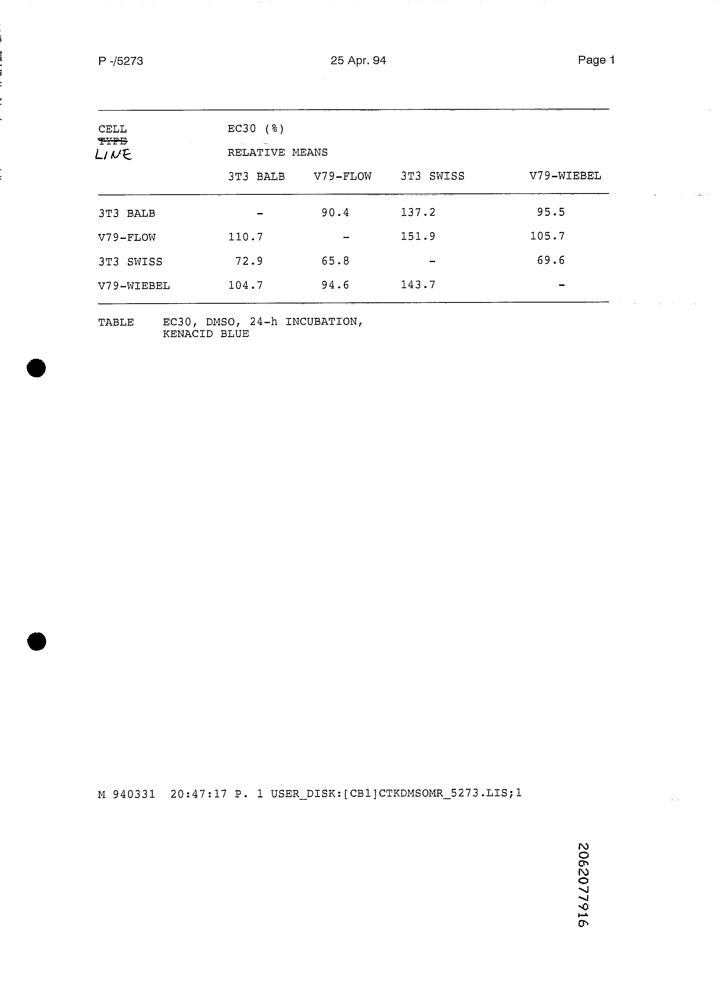 P -/5273 25 Apr. 94 Page 1
CELL EC30 (%)
TYPE
LINE RELATIVE MEANS
3T3 BALB V79-FLOW 3T3 SWISS V79-WIEBEL
3T3 BALB - 90.4 137.2 95.5
V79-FLOW 110.7 - 151.9 105.7
3T3 SWISS 72.9 65.8 - 69.6
V79-WIEBEL 104.7 94.6 143.7 -
TABLE EC30, DMSO, 24-h INCUBATION,
KENACID BLUE
M 940331 20:47:17 P. 1 USER_DISK:[CB1]CTKDMSOMR_5273.LIS;1
2062077916